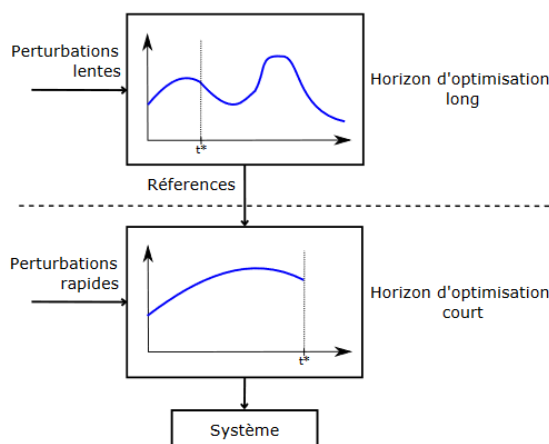 Perturbations
lentes
Horizon d'optimisation
long
t*
Réferences
Perturbations
rapides
Horizon d'optimisation
court
t*
Système